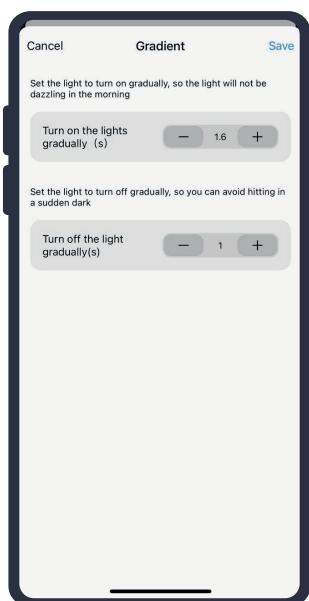 Cancel Gradient Save
Set the light to turn on gradually, so the light will not be
dazzling in the morning
Turn on the lights
gradually (s)
− 1.6 +
Set the light to turn off gradually, so you can avoid hitting in
a sudden dark
Turn off the light
gradually(s)
− 1 +